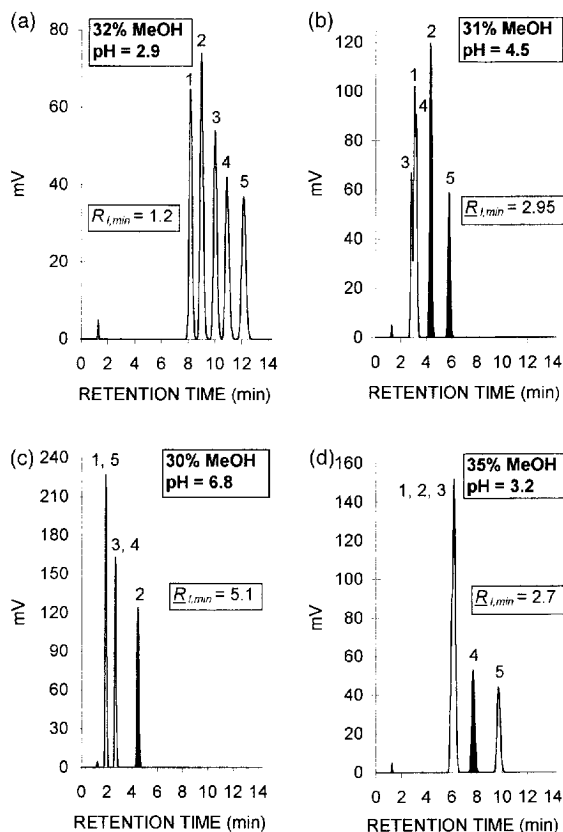 (a)
32% MeOH
pH = 2.9
80
60
40
20
0
mV
1
2
3
4
5
R i,min = 1.2
0 2 4 6 8 10 12 14
RETENTION TIME (min)
(b)
31% MeOH
pH = 4.5
120
100
80
60
40
20
0
mV
3
1
4
2
5
R i,min = 2.95
0 2 4 6 8 10 12 14
RETENTION TIME (min)
(c)
30% MeOH
pH = 6.8
240
210
180
150
120
90
60
30
0
mV
1, 5
3, 4
2
R i,min = 5.1
0 2 4 6 8 10 12 14
RETENTION TIME (min)
(d)
35% MeOH
pH = 3.2
160
140
120
100
80
60
40
20
0
mV
1, 2, 3
4
5
R i,min = 2.7
0 2 4 6 8 10 12 14
RETENTION TIME (min)